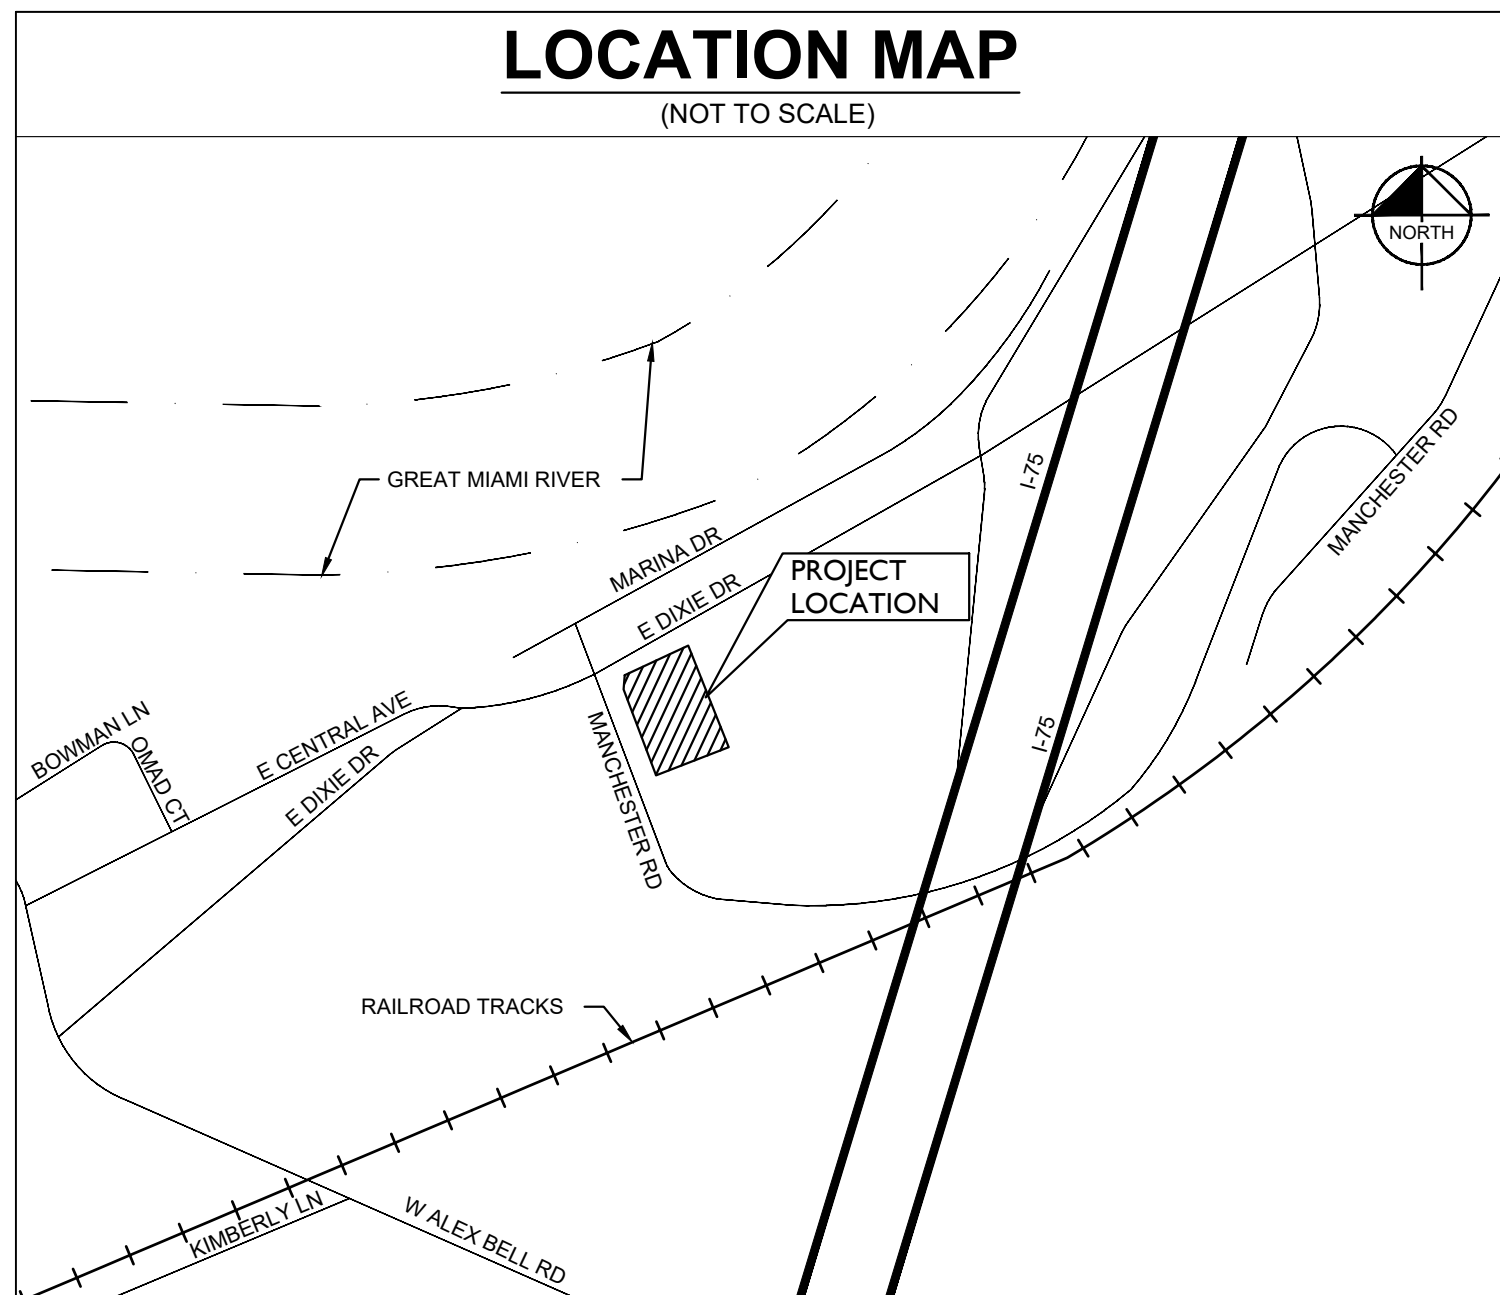 LOCATION MAP
(NOT TO SCALE)
NORTH
I-75
MANCHESTER RD
GREAT MIAMI RIVER
MARINA DR
E DIXIE DR
PROJECT
LOCATION
BOWMAN LN
OMAD CT
E CENTRAL AVE
E DIXIE DR
MANCHESTER RD
I-75
RAILROAD TRACKS
KIMBERLY LN
W ALEX BELL RD